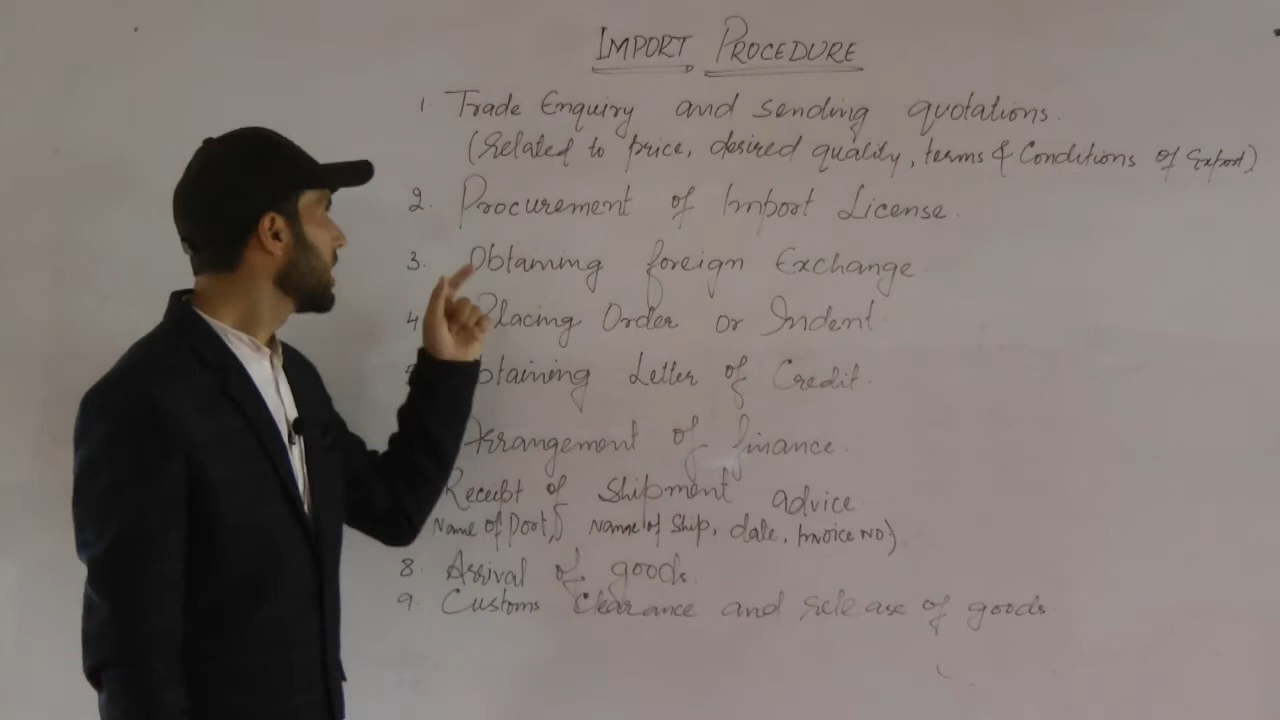 IMPORT PROCEDURE
1. Trade Enquiry and sending quotations.
(related to price, desired quality, terms & Conditions of Export)
2. Procurement of Import License.
3. Obtaining foreign Exchange.
4 Placing Order or Indent.
btaining Letter of Credit.
Arrangement of finance.
Receipt of Shipment advice
Name of Port, Name of Ship, date, Invoice No)
8 Arrival of goods.
9. Customs Clearance and release of goods.